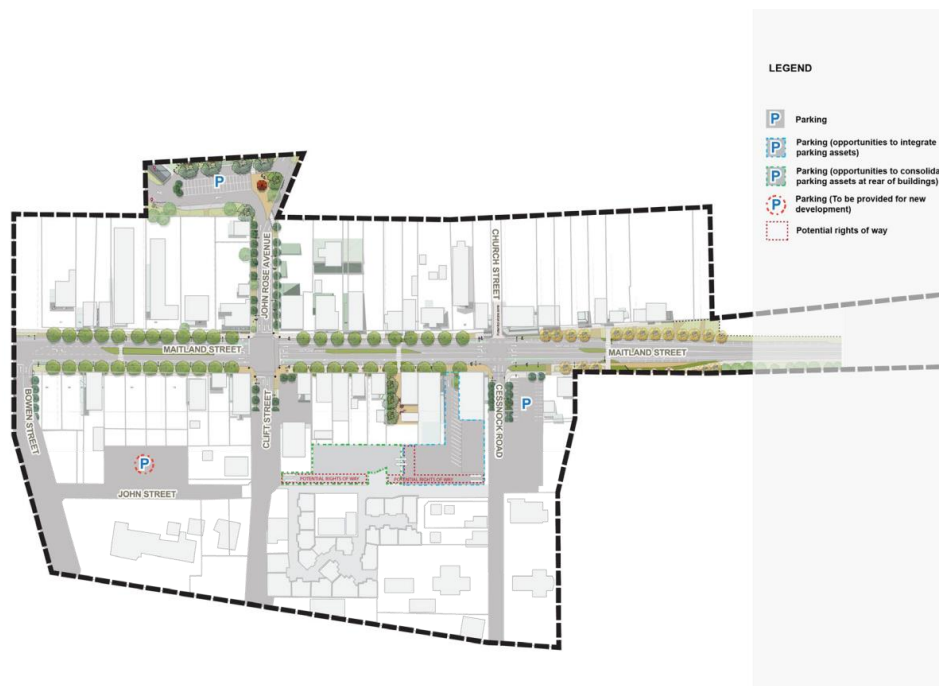 LEGEND
P Parking
P Parking (opportunities to integrate
parking assets)
P Parking (opportunities to consolida
parking assets at rear of buildings)
P Parking (To be provided for new
development)
Potential rights of way
P
JOHN ROSE AVENUE
CHURCH STREET
MAITLAND STREET
MAITLAND STREET
BOWEN STREET
CLIFT STREET
CESSNOCK ROAD
P
P
POTENTIAL RIGHTS OF WAY
POTENTIAL RIGHTS OF WAY
JOHN STREET